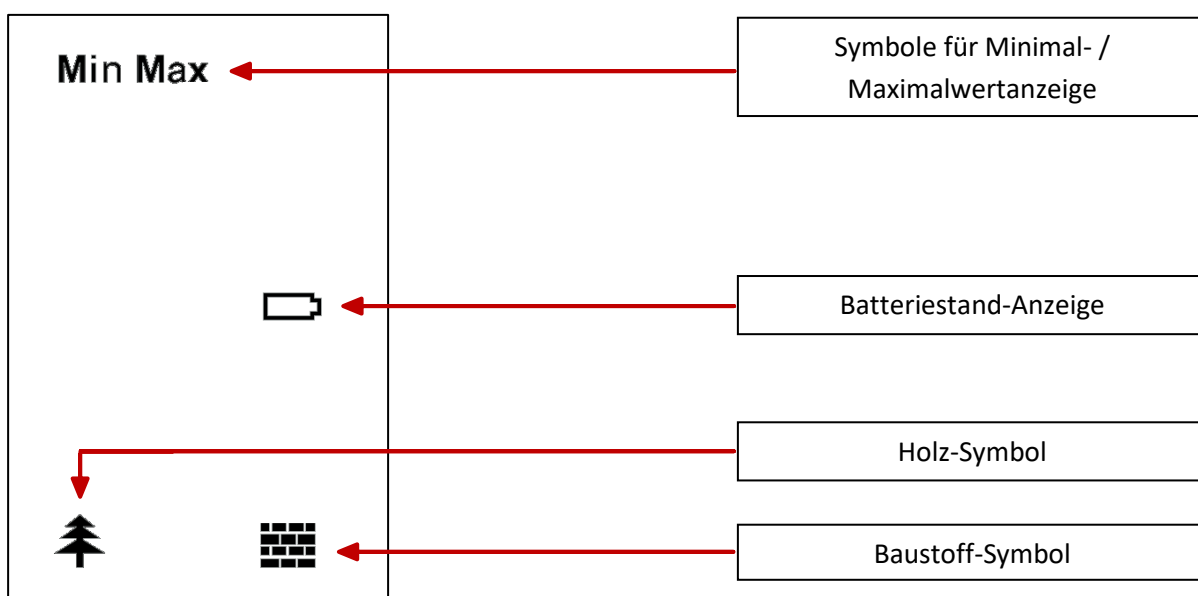 Min Max
Symbole für Minimal- /
Maximalwertanzeige
Batteriestand-Anzeige
Holz-Symbol
Baustoff-Symbol